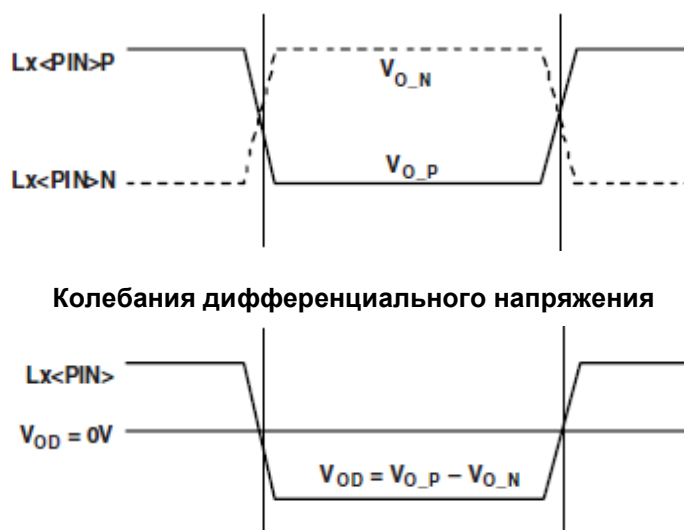 Lx<PIN>P
V_O_N
Lx<PIN>N
V_O_P
Колебания дифференциального напряжения
Lx<PIN>
V_OD = 0V
V_OD = V_O_P – V_O_N